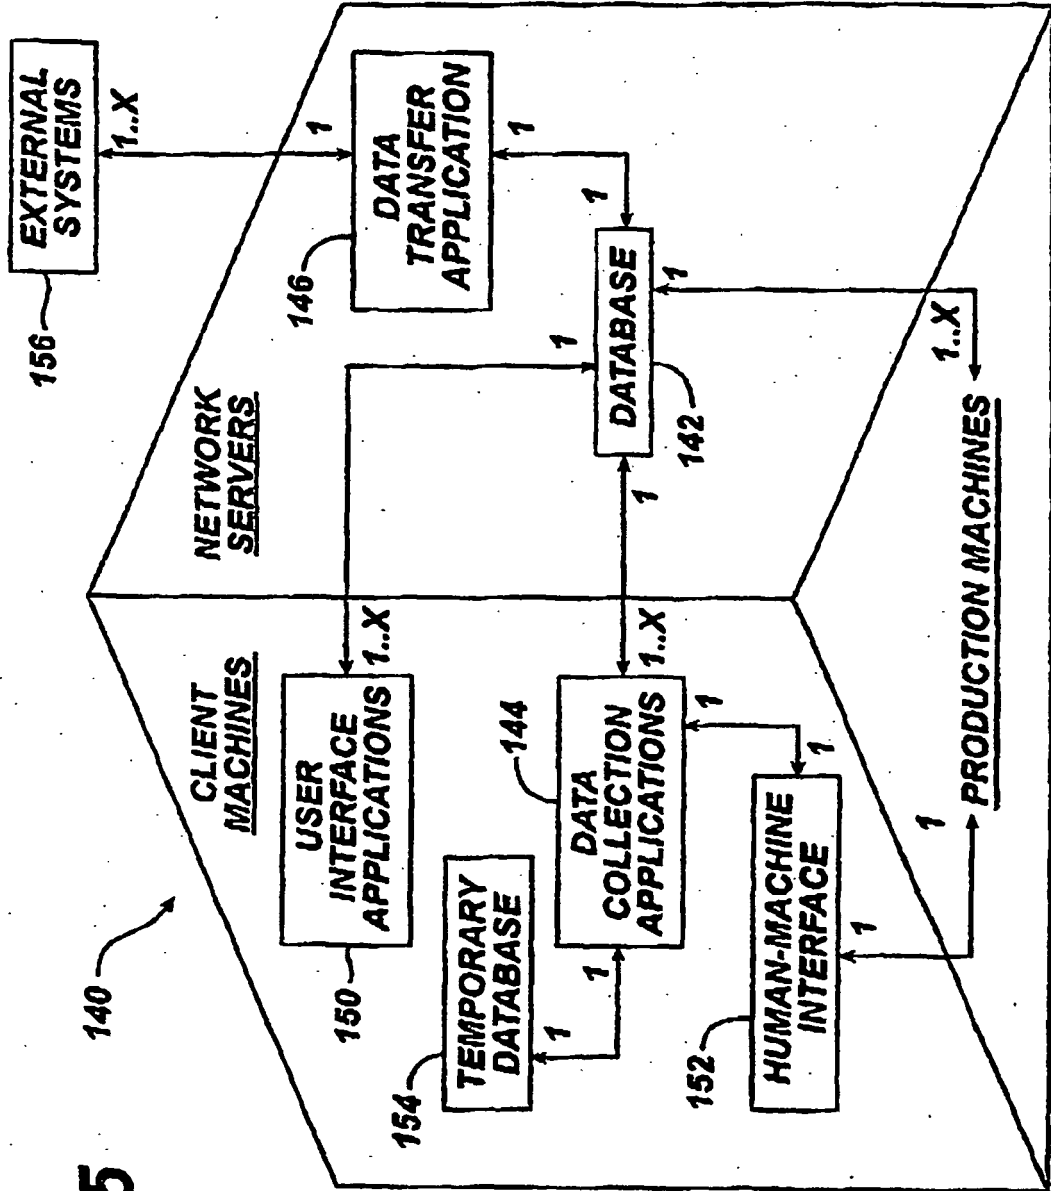 140
CLIENT
MACHINES
NETWORK
SERVERS
EXTERNAL
SYSTEMS
156
1..X
1
USER
INTERFACE
APPLICATIONS
150
1..X
1
146
DATA
TRANSFER
APPLICATION
1
1
TEMPORARY
DATABASE
154
1
1
144
DATA
COLLECTION
APPLICATIONS
1..X
1
DATABASE
142
1
1
1
HUMAN-MACHINE
INTERFACE
152
1
1
1..X
PRODUCTION MACHINES
5